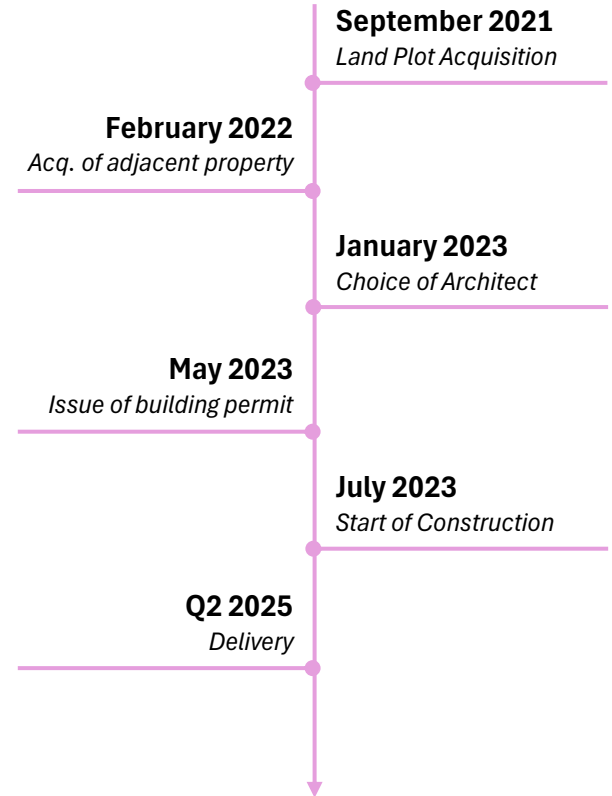 September 2021
Land Plot Acquisition
February 2022
Acq. of adjacent property
January 2023
Choice of Architect
May 2023
Issue of building permit
July 2023
Start of Construction
Q2 2025
Delivery